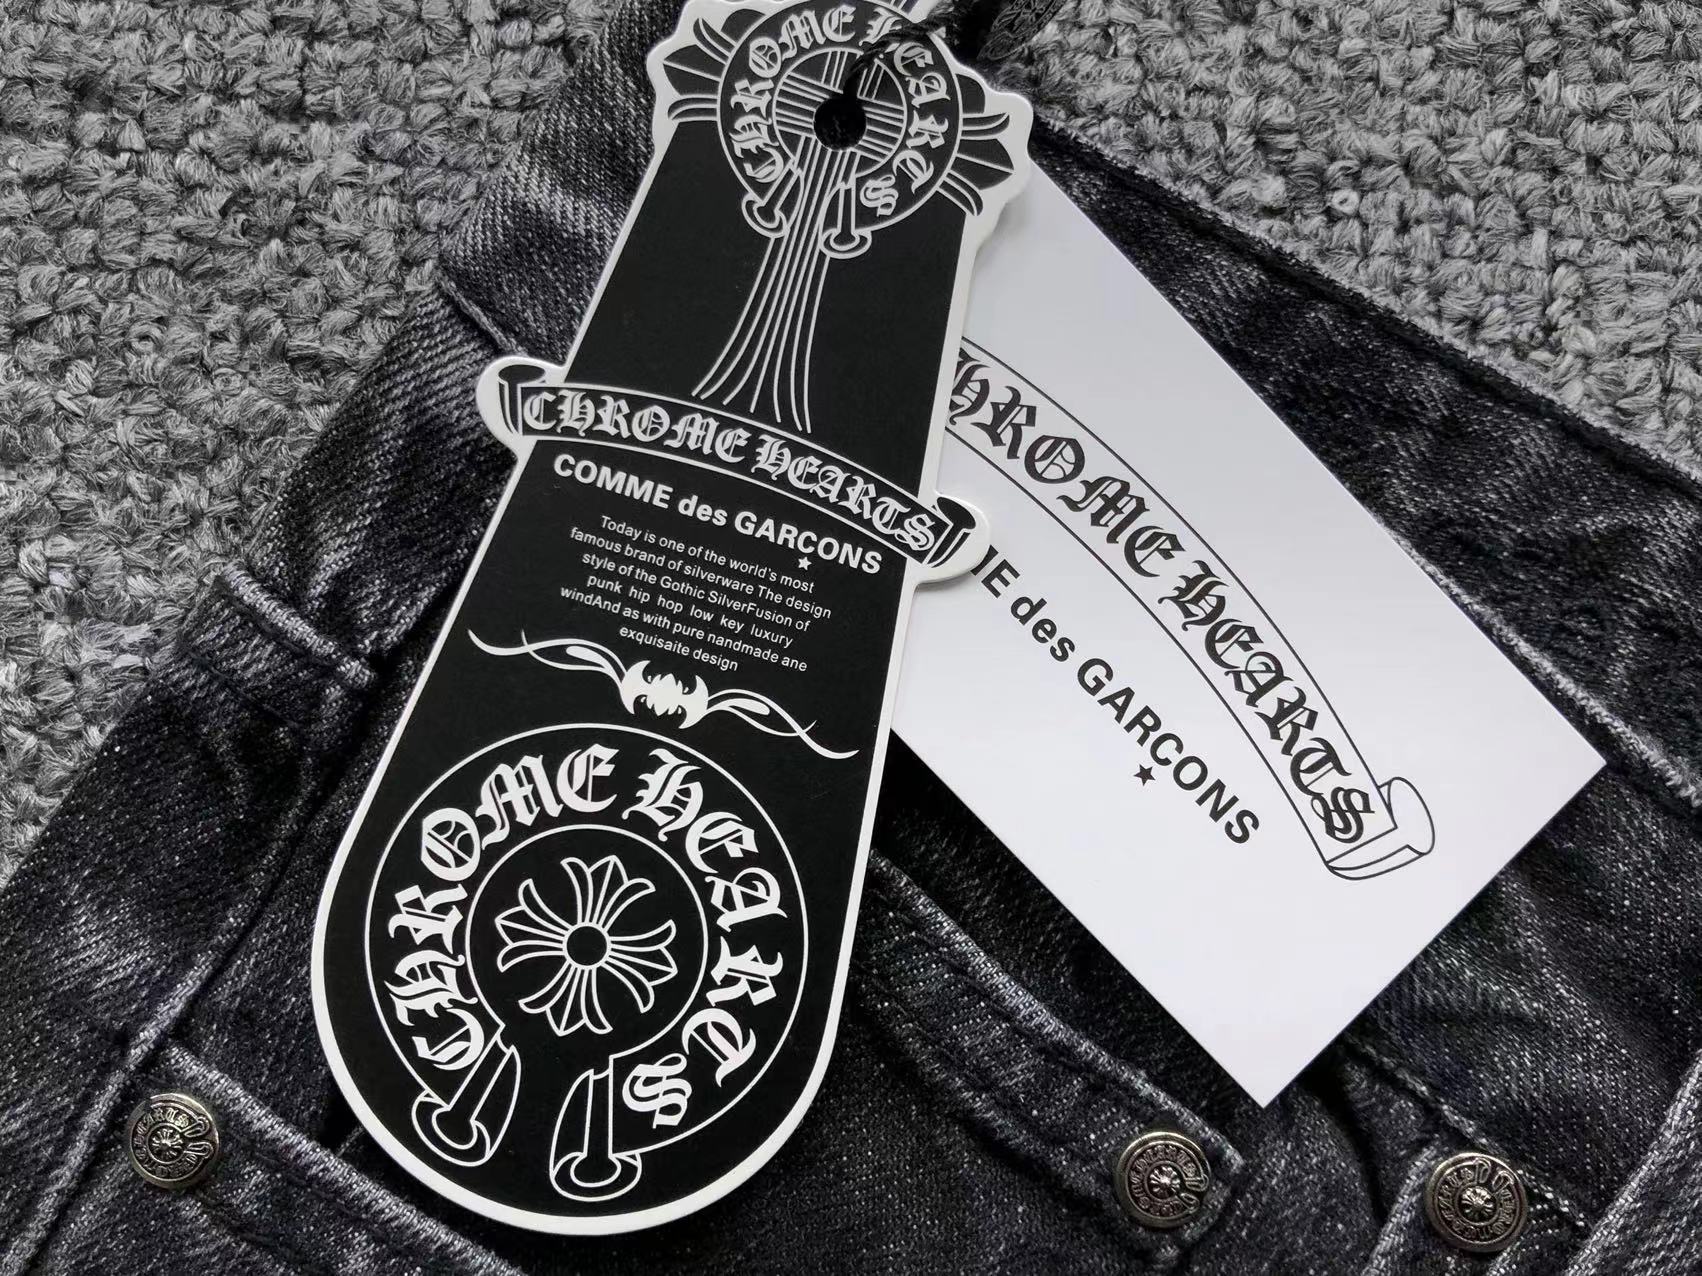 CHROME HEARTS
CHROME HEARTS
COMME des GARÇONS
Today is one of the world's most
famous brand of silverware The design
style of the Gothic SilverFusion of
punk hip hop low key luxury
windAnd as with pure nandmade ane
exquisaite design
CHROME HEARTS
HROME HEARTS
ME des GARÇONS